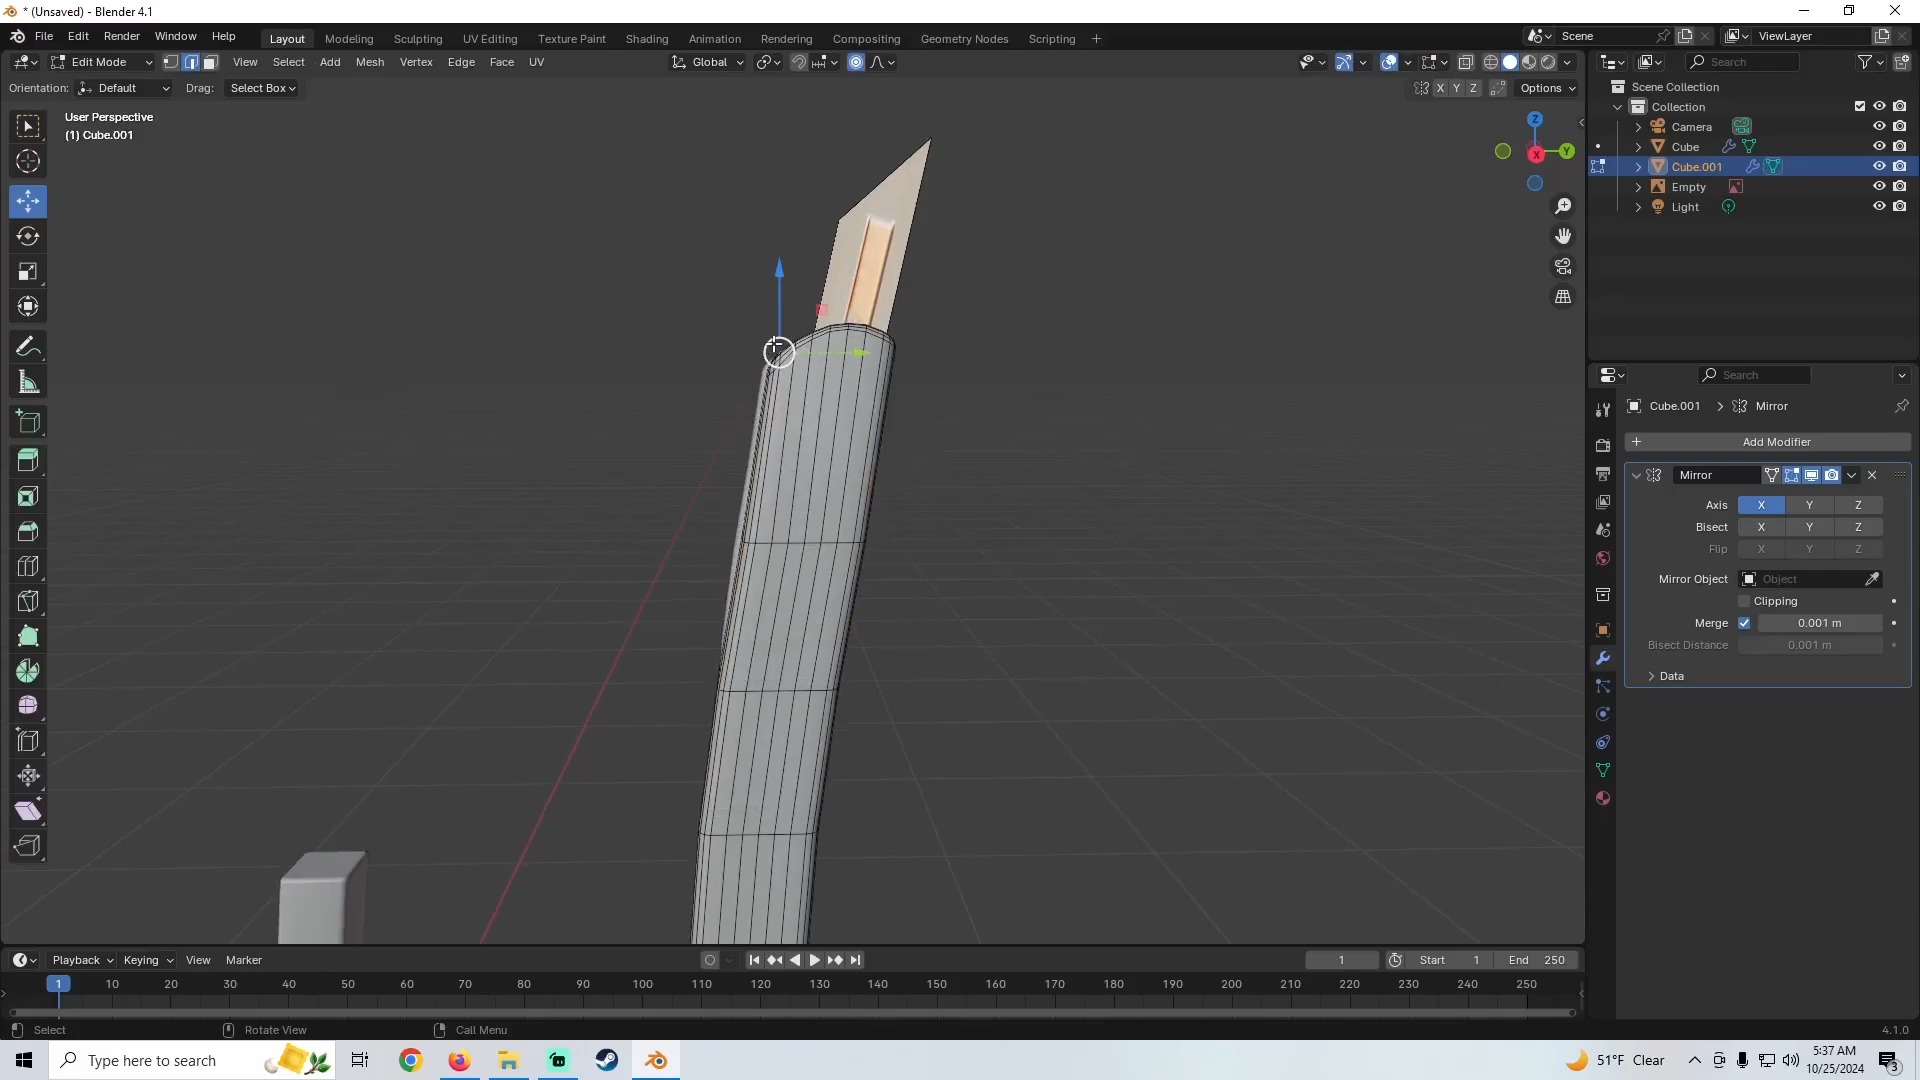 * (Unsaved) - Blender 4.1
File Edit Render Window Help
Layout Modeling Sculpting UV Editing Texture Paint Shading Animation Rendering Compositing Geometry Nodes Scripting +
Scene
ViewLayer
Edit Mode View Select Add Mesh Vertex Edge Face UV
Global
Search
Orientation: Default Drag: Select Box
X Y Z Options
User Perspective
(1) Cube.001
Z
Y
X
Scene Collection
Collection
Camera
Cube
Cube.001
Empty
Light
Search
Cube.001 > Mirror
+ Add Modifier
Mirror
Axis X Y Z
Bisect X Y Z
Flip X Y Z
Mirror Object Object
Clipping
Merge 0.001 m
Bisect Distance 0.001 m
Data
Playback Keying View Marker
1 Start 1 End 250
1 10 20 30 40 50 60 70 80 90 100 110 120 130 140 150 160 170 180 190 200 210 220 230 240 250
Select Rotate View Call Menu
4.1.0
Type here to search
51°F Clear
5:37 AM
10/25/2024
3